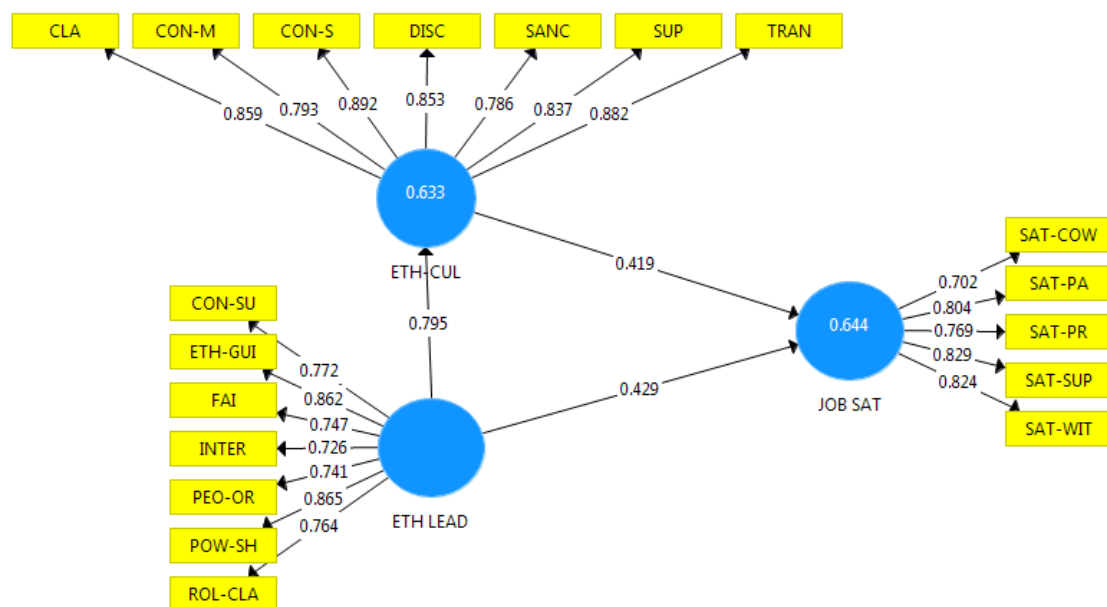 CLA CON-M CON-S DISC SANC SUP TRAN
0.859 0.793 0.892 0.853 0.786 0.837 0.882
0.633
ETH-CUL
0.419
0.795
CON-SU
ETH-GUI
FAI
INTER
PEO-OR
POW-SH
ROL-CLA
0.772
0.862
0.747
0.726
0.741
0.865
0.764
ETH LEAD
0.429
0.644
JOB SAT
0.702
0.804
0.769
0.829
0.824
SAT-COW
SAT-PA
SAT-PR
SAT-SUP
SAT-WIT